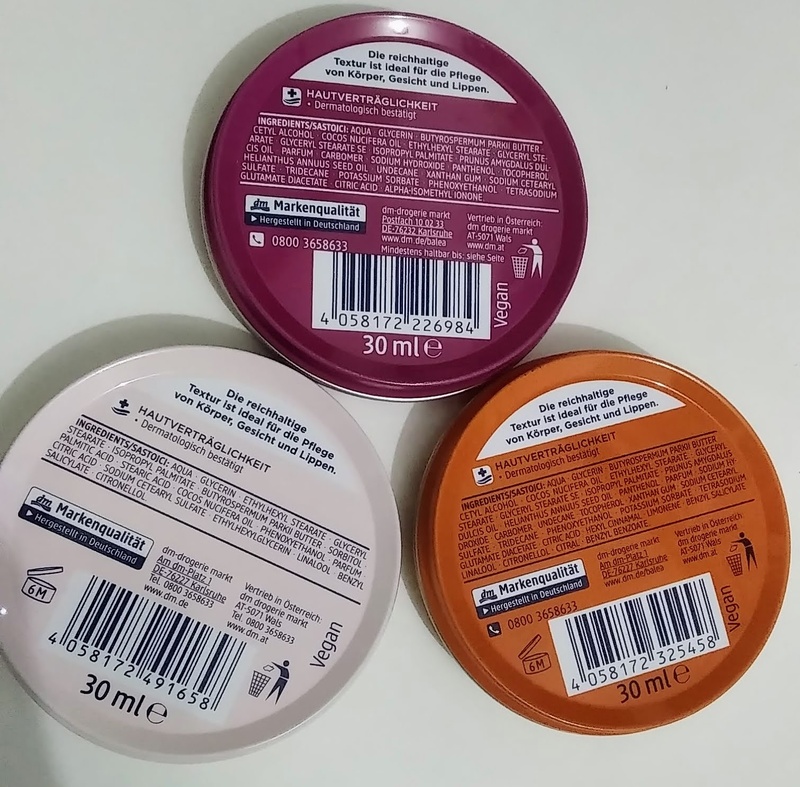 Die reichhaltige
Textur ist ideal für die Pflege
von Körper, Gesicht und Lippen.
HAUTVERTRÄGLICHKEIT
• Dermatologisch bestätigt
INGREDIENTS/SASTOJCI: AQUA · GLYCERIN · BUTYROSPERMUM PARKII BUTTER ·
CETYL ALCOHOL · COCOS NUCIFERA OIL · ETHYLHEXYL STEARATE · GLYCERYL STE-
ARATE · GLYCERYL STEARATE SE · ISOPROPYL PALMITATE · PRUNUS AMYGDALUS DUL-
CIS OIL · PARFUM · CARBOMER · SODIUM HYDROXIDE · PANTHENOL · TOCOPHEROL ·
HELIANTHUS ANNUUS SEED OIL · UNDECANE · XANTHAN GUM · SODIUM CETEARYL
SULFATE · TRIDECANE · POTASSIUM SORBATE · PHENOXYETHANOL · TETRASODIUM
GLUTAMATE DIACETATE · CITRIC ACID · ALPHA-ISOMETHYL IONONE.
dm Markenqualität
▶ Hergestellt in Deutschland
0800 3658633
dm-drogerie markt
Postfach 10 02 33
DE-76232 Karlsruhe
www.dm.de/balea
Vertrieb in Österreich:
dm drogerie markt
AT-5071 Wals
www.dm.at
Mindestens haltbar bis: siehe Seite
4 058172 226984
Vegan
30 ml ℮
Die reichhaltige
Textur ist ideal für die Pflege
von Körper, Gesicht und Lippen.
HAUTVERTRÄGLICHKEIT
• Dermatologisch bestätigt
INGREDIENTS/SASTOJCI: AQUA · GLYCERIN · ETHYLHEXYL STEARATE · GLYCERYL
STEARATE · ISOPROPYL PALMITATE · BUTYROSPERMUM PARKII BUTTER · SORBITOL ·
PALMITIC ACID · STEARIC ACID · COCOS NUCIFERA OIL · PHENOXYETHANOL · PARFUM ·
CITRIC ACID · SODIUM CETEARYL SULFATE · ETHYLHEXYLGLYCERIN · LINALOOL · BENZYL
SALICYLATE · CITRONELLOL
dm Markenqualität
▶ Hergestellt in Deutschland
6 M
dm-drogerie markt
Am dm-Platz 1
DE-76227 Karlsruhe
Tel. 0800 3658633
www.dm.de
Vertrieb in Österreich:
dm drogerie markt
AT-5071 Wals
Tel. 0800 3658633
www.dm.at
4 058172 491658
Vegan
30 ml ℮
Die reichhaltige
Textur ist ideal für die Pflege
von Körper, Gesicht und Lippen.
HAUTVERTRÄGLICHKEIT
• Dermatologisch bestätigt
INGREDIENTS/SASTOJCI: AQUA · GLYCERIN · BUTYROSPERMUM PARKII BUTTER ·
CETYL ALCOHOL · COCOS NUCIFERA OIL · ETHYLHEXYL STEARATE · GLYCERYL
STEARATE · GLYCERYL STEARATE SE · ISOPROPYL PALMITATE · PRUNUS AMYGDALUS
DULCIS OIL · HELIANTHUS ANNUUS SEED OIL · PANTHENOL · PARFUM · SODIUM HY-
DROXIDE · CARBOMER · UNDECANE · TOCOPHEROL · XANTHAN GUM · SODIUM CETEARYL
SULFATE · TRIDECANE · PHENOXYETHANOL · POTASSIUM SORBATE · TETRASODIUM
GLUTAMATE DIACETATE · CITRIC ACID · HEXYL CINNAMAL · LIMONENE · BENZYL SALICYLATE ·
LINALOOL · CITRONELLOL · CITRAL · BENZYL BENZOATE.
dm Markenqualität
▶ Hergestellt in Deutschland
0800 3658633
dm-drogerie markt
Am dm-Platz 1
DE-76227 Karlsruhe
www.dm.de/balea
Vertrieb in Österreich:
dm drogerie markt
AT-5071 Wals
www.dm.at
6 M
4 058172 325458
Vegan
30 ml ℮